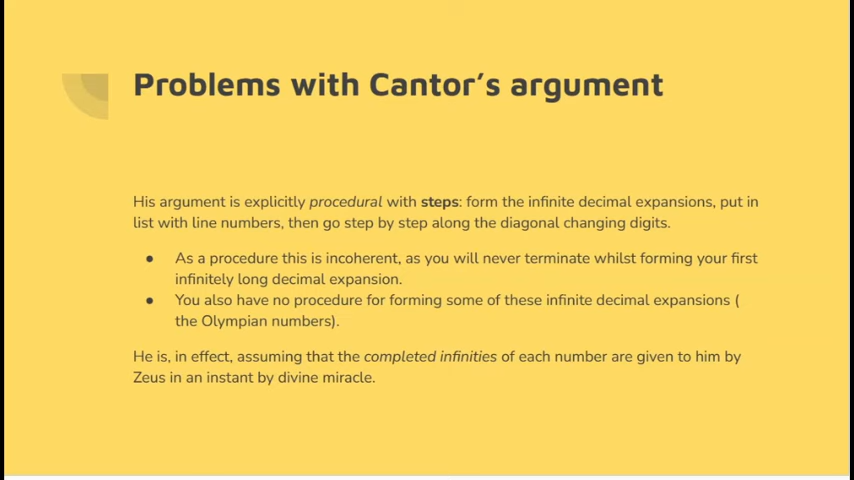 Problems with Cantor's argument
His argument is explicitly procedural with steps: form the infinite decimal expansions, put in
list with line numbers, then go step by step along the diagonal changing digits.
● As a procedure this is incoherent, as you will never terminate whilst forming your first
infinitely long decimal expansion.
● You also have no procedure for forming some of these infinite decimal expansions (
the Olympian numbers).
He is, in effect, assuming that the completed infinities of each number are given to him by
Zeus in an instant by divine miracle.